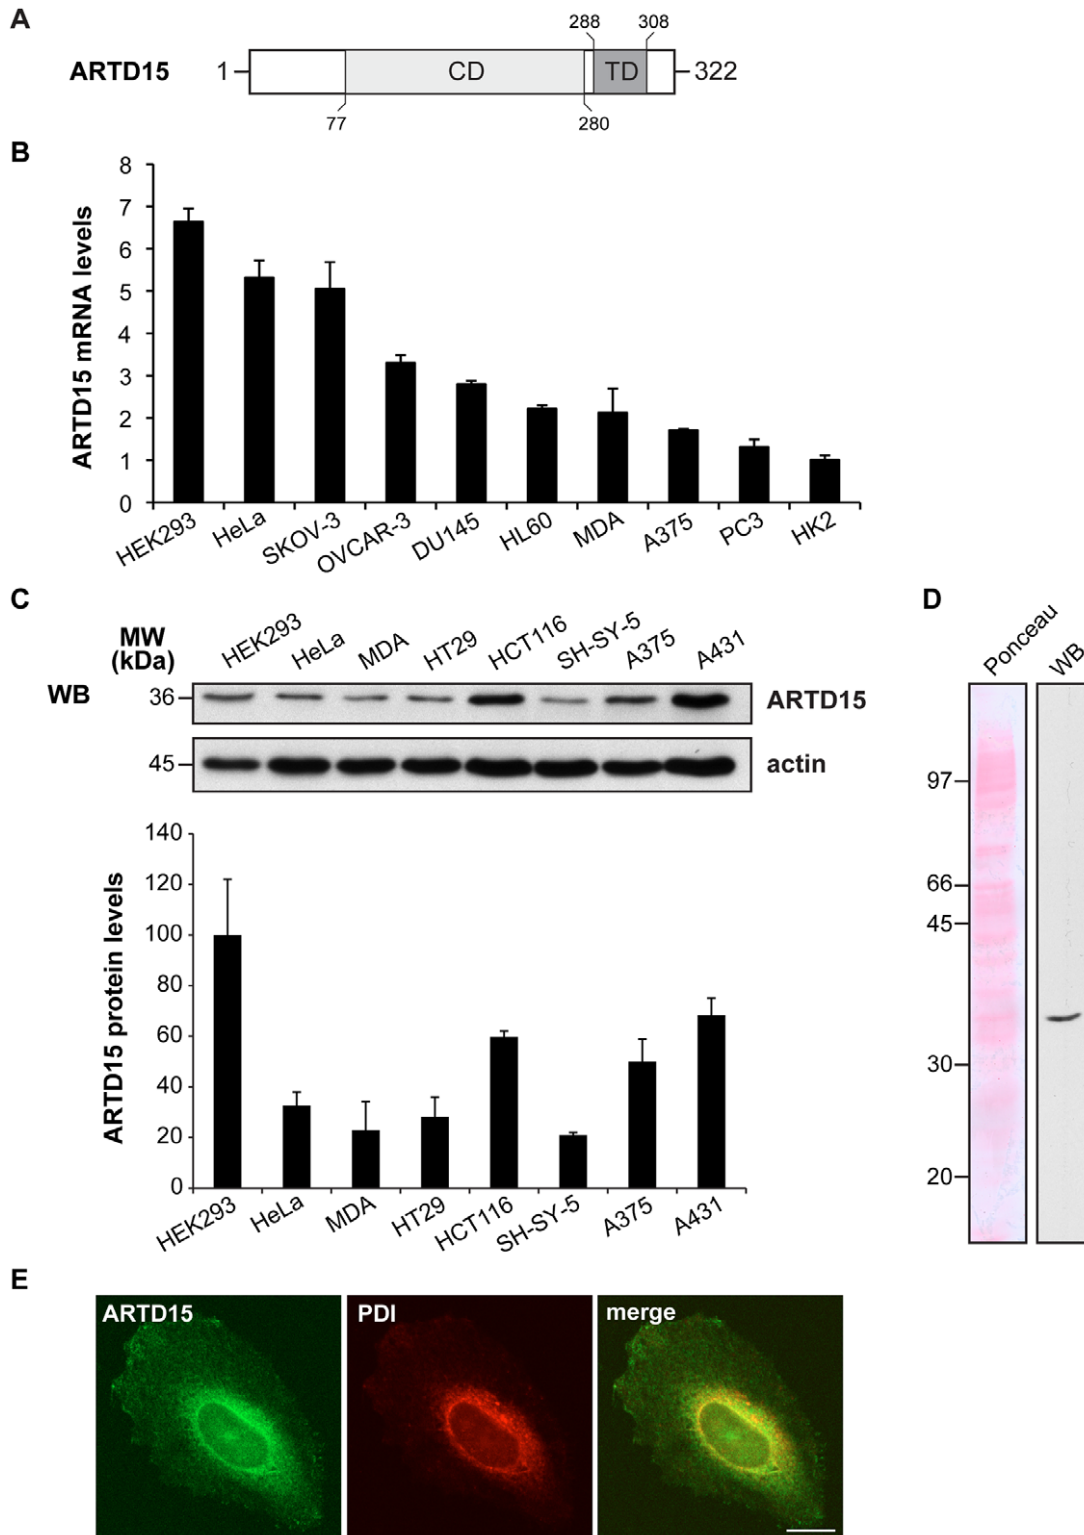 A
288 308
ARTD15 1 CD TD 322
77 280
B
ARTD15 mRNA levels
8
7
6
5
4
3
2
1
0
HEK293 HeLa SKOV-3 OVCAR-3 DU145 HL60 MDA A375 PC3 HK2
C
MW
(kDa)
HEK293 HeLa MDA HT29 HCT116 SH-SY-5 A375 A431
WB 36 ARTD15
45 actin
ARTD15 protein levels
140
120
100
80
60
40
20
0
HEK293 HeLa MDA HT29 HCT116 SH-SY-5 A375 A431
D
Ponceau WB
97
66
45
30
20
E
ARTD15 PDI merge